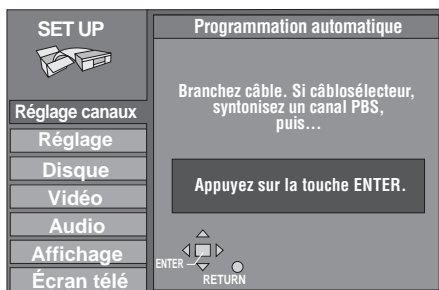 SET UP
Réglage canaux
Réglage
Disque
Vidéo
Audio
Affichage
Écran télé
Programmation automatique
Branchez câble. Si câblosélecteur,
syntonisez un canal PBS,
puis...
Appuyez sur la touche ENTER.
ENTER
RETURN